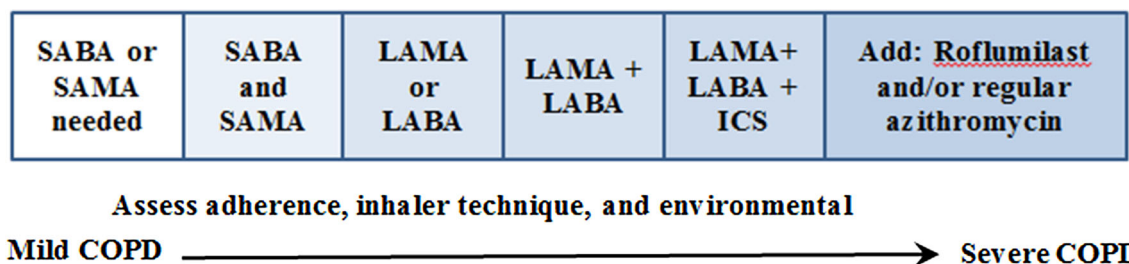 SABA or
SAMA
needed
SABA
and
SAMA
LAMA
or
LABA
LAMA +
LABA
LAMA+
LABA +
ICS
Add: Roflumilast
and/or regular
azithromycin
Assess adherence, inhaler technique, and environmental
Mild COPD
Severe COPD